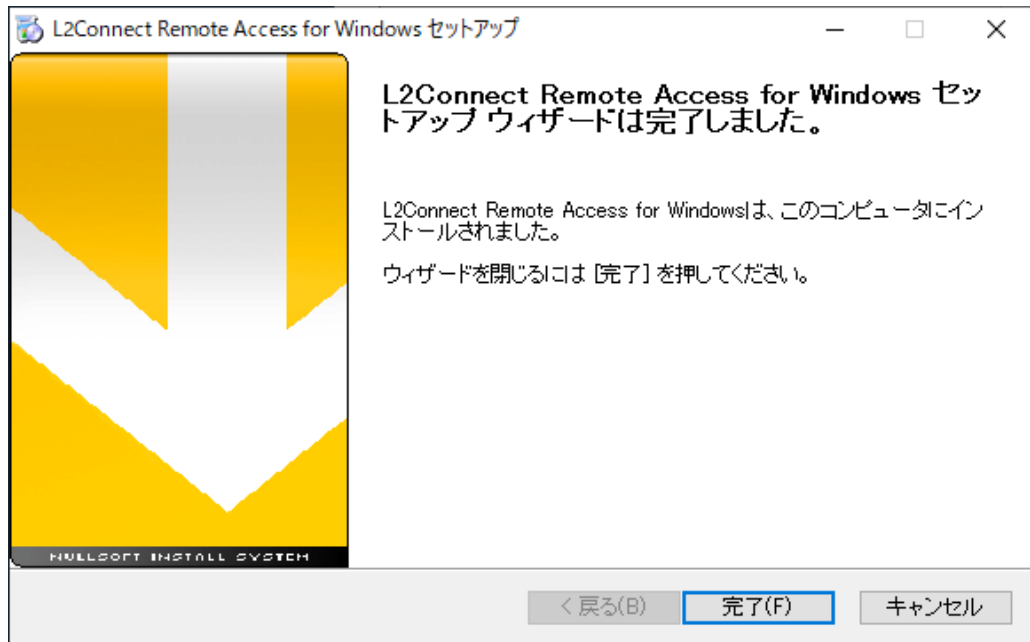 L2Connect Remote Access for Windows セットアップ
L2Connect Remote Access for Windows セッ
トアップ ウィザードは完了しました。
L2Connect Remote Access for Windowsは、このコンピュータにイン
ストールされました。
ウィザードを閉じるには [完了] を押してください。
NULLSOFT INSTALL SYSTEM
< 戻る(B)
完了(F)
キャンセル